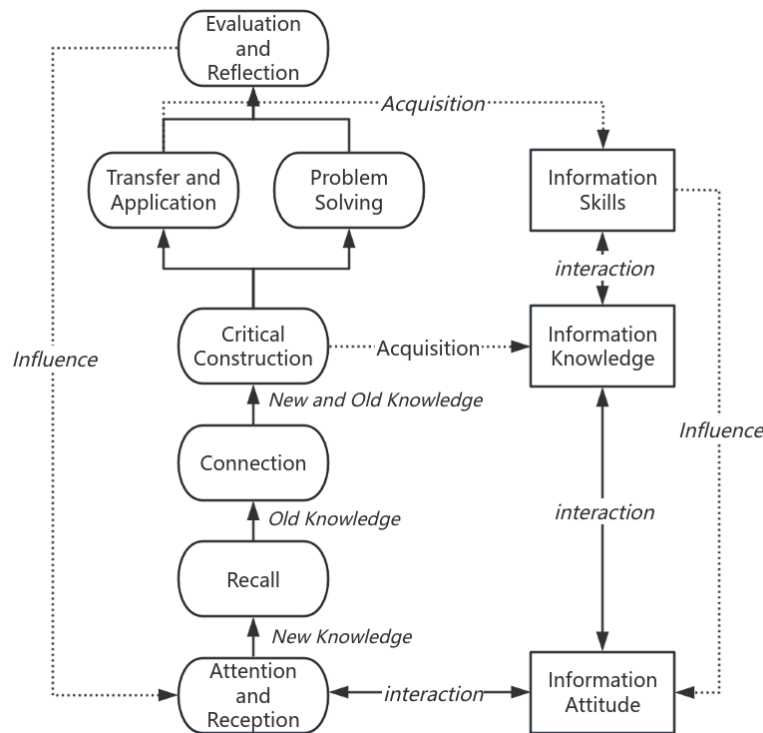 Evaluation
and
Reflection
Acquisition
Transfer and
Application
Problem
Solving
Information
Skills
interaction
Critical
Construction
Acquisition
Information
Knowledge
Influence
New and Old Knowledge
Influence
Connection
interaction
Old Knowledge
Recall
New Knowledge
Attention
and
Reception
interaction
Information
Attitude